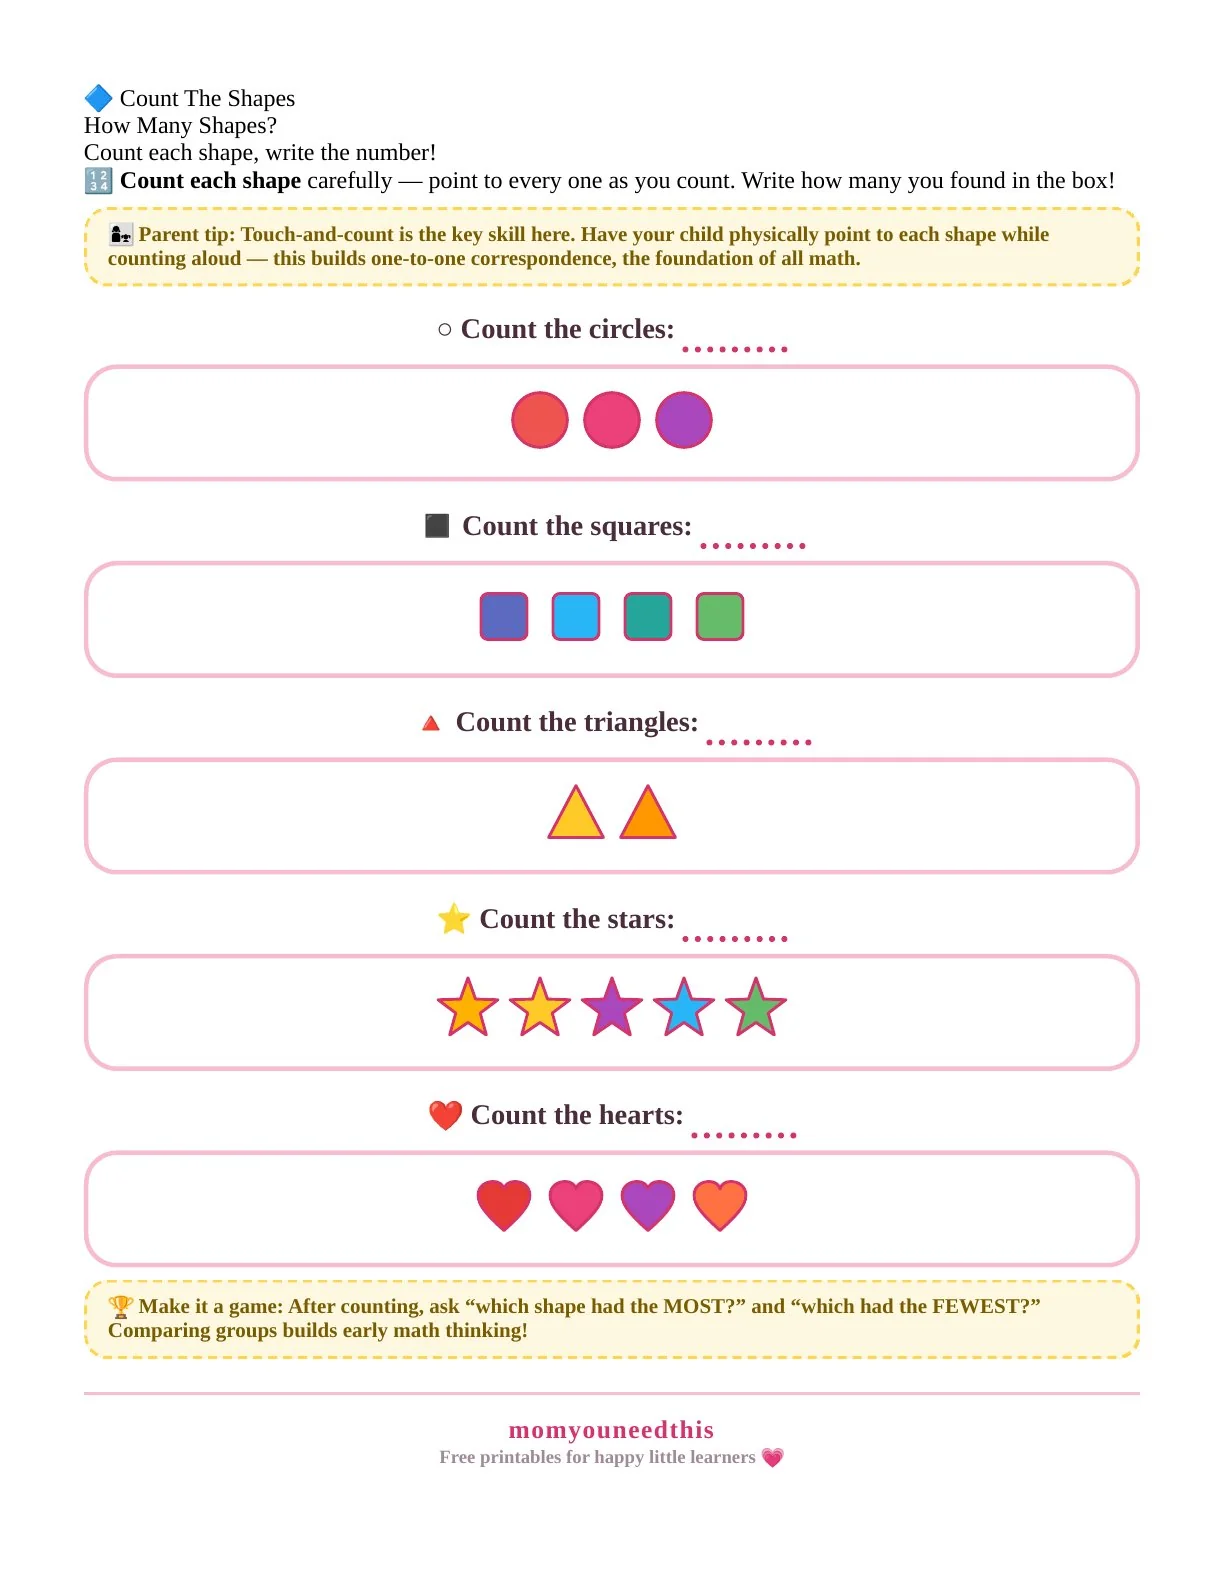 🔷 Count The Shapes
How Many Shapes?
Count each shape, write the number!
🔢 Count each shape carefully — point to every one as you count. Write how many you found in the box!
👩‍👧 Parent tip: Touch-and-count is the key skill here. Have your child physically point to each shape while
counting aloud — this builds one-to-one correspondence, the foundation of all math.
○ Count the circles:
⬛ Count the squares:
🔺 Count the triangles:
⭐ Count the stars:
❤️ Count the hearts:
🏆 Make it a game: After counting, ask “which shape had the MOST?” and “which had the FEWEST?”
Comparing groups builds early math thinking!
momyouneedthis
Free printables for happy little learners 💗